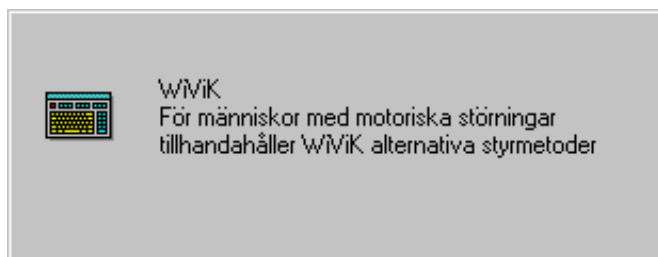 WiViK
För människor med motoriska störningar
tillhandahåller WiViK alternativa styrmetoder